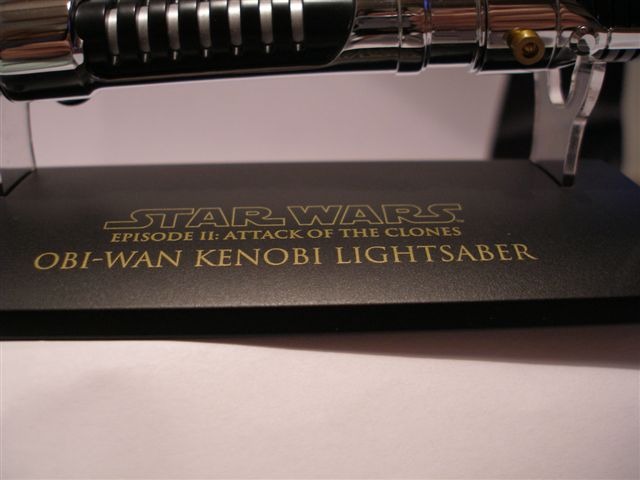 STAR WARS
EPISODE II: ATTACK OF THE CLONES
OBI-WAN KENOBI LIGHTSABER